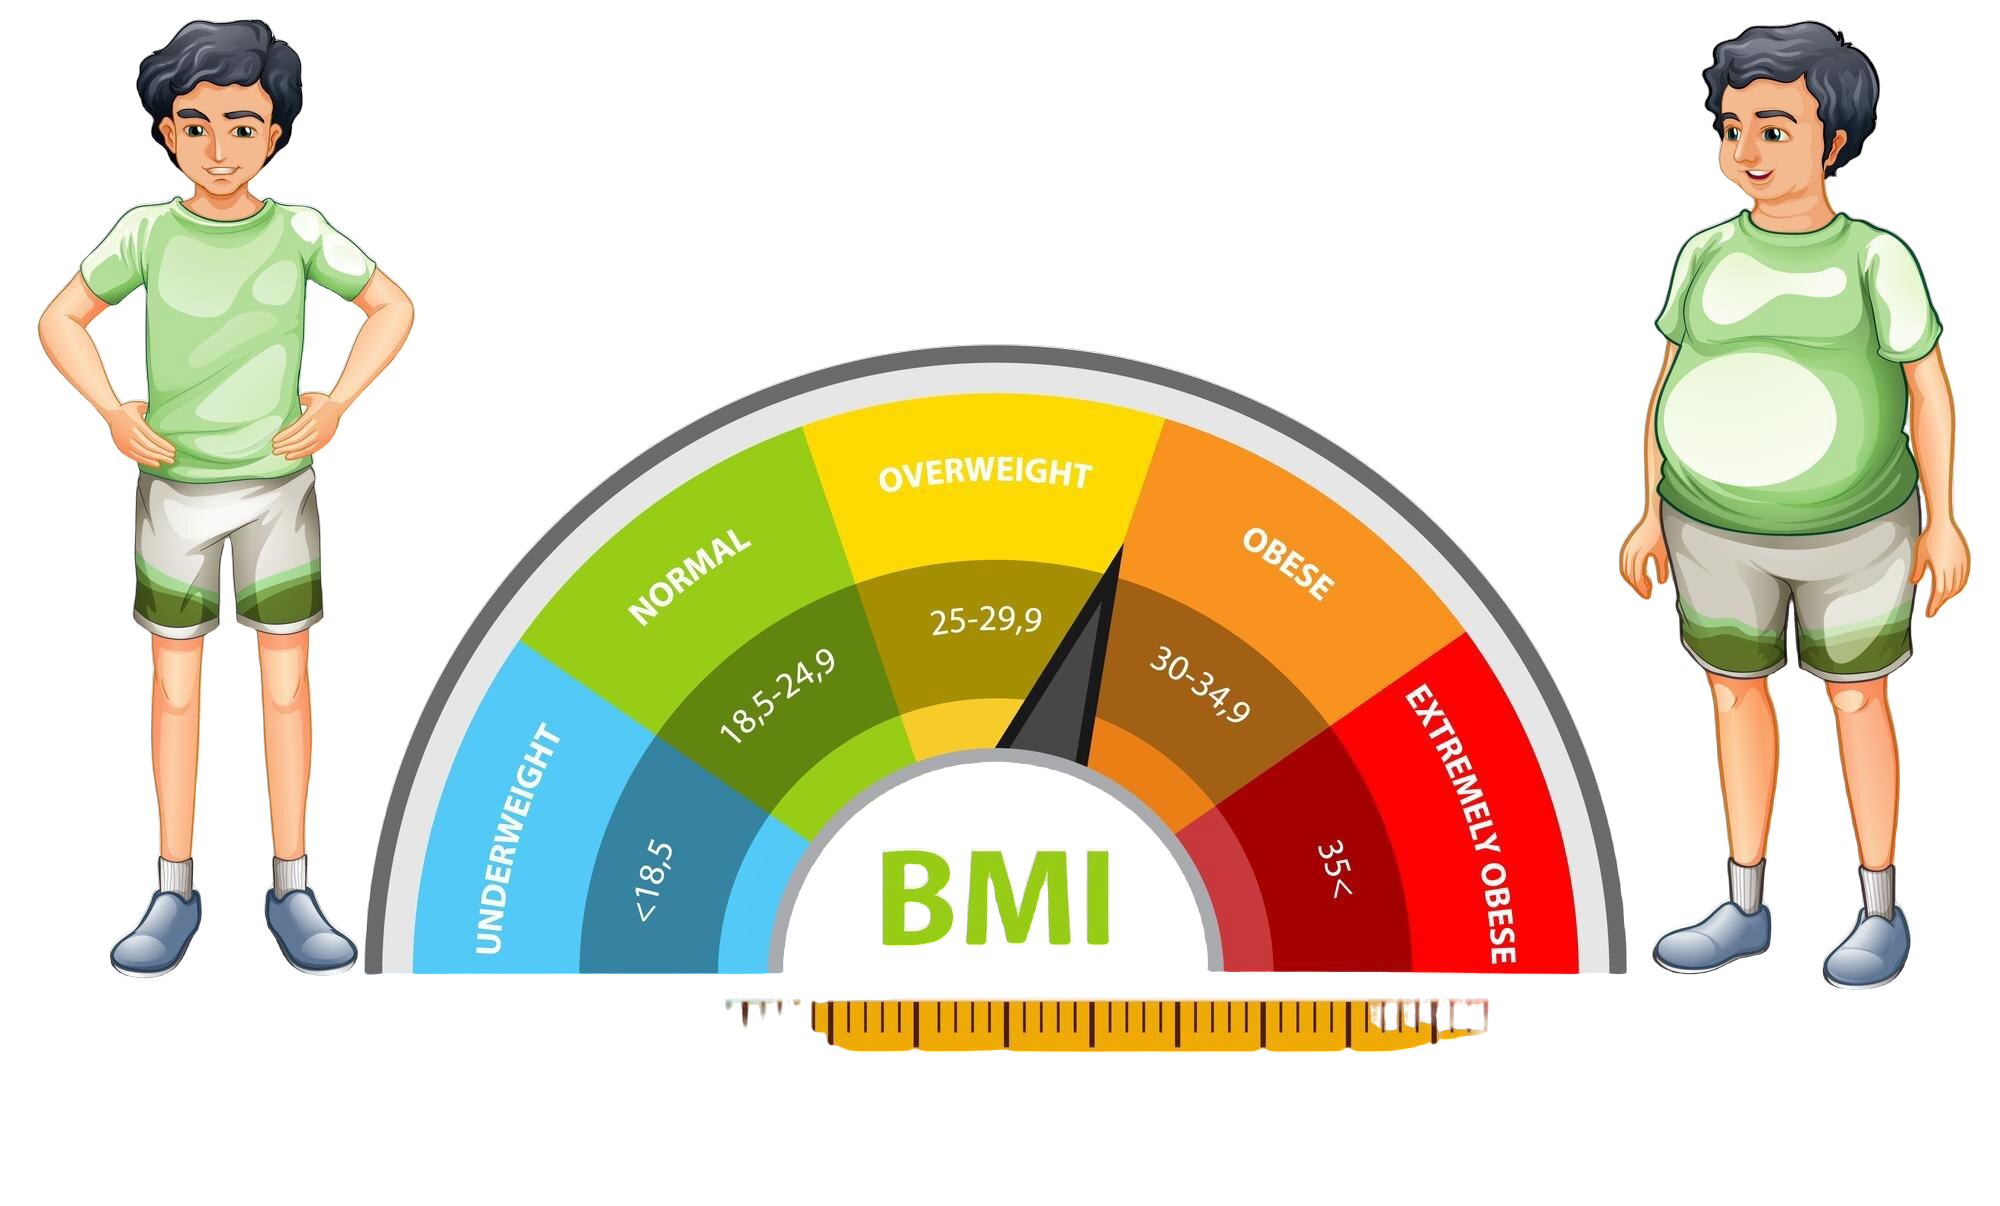 UNDERWEIGHT
<18,5
NORMAL
18,5-24,9
OVERWEIGHT
25-29,9
OBESE
30-34,9
EXTREMELY OBESE
35<
BMI